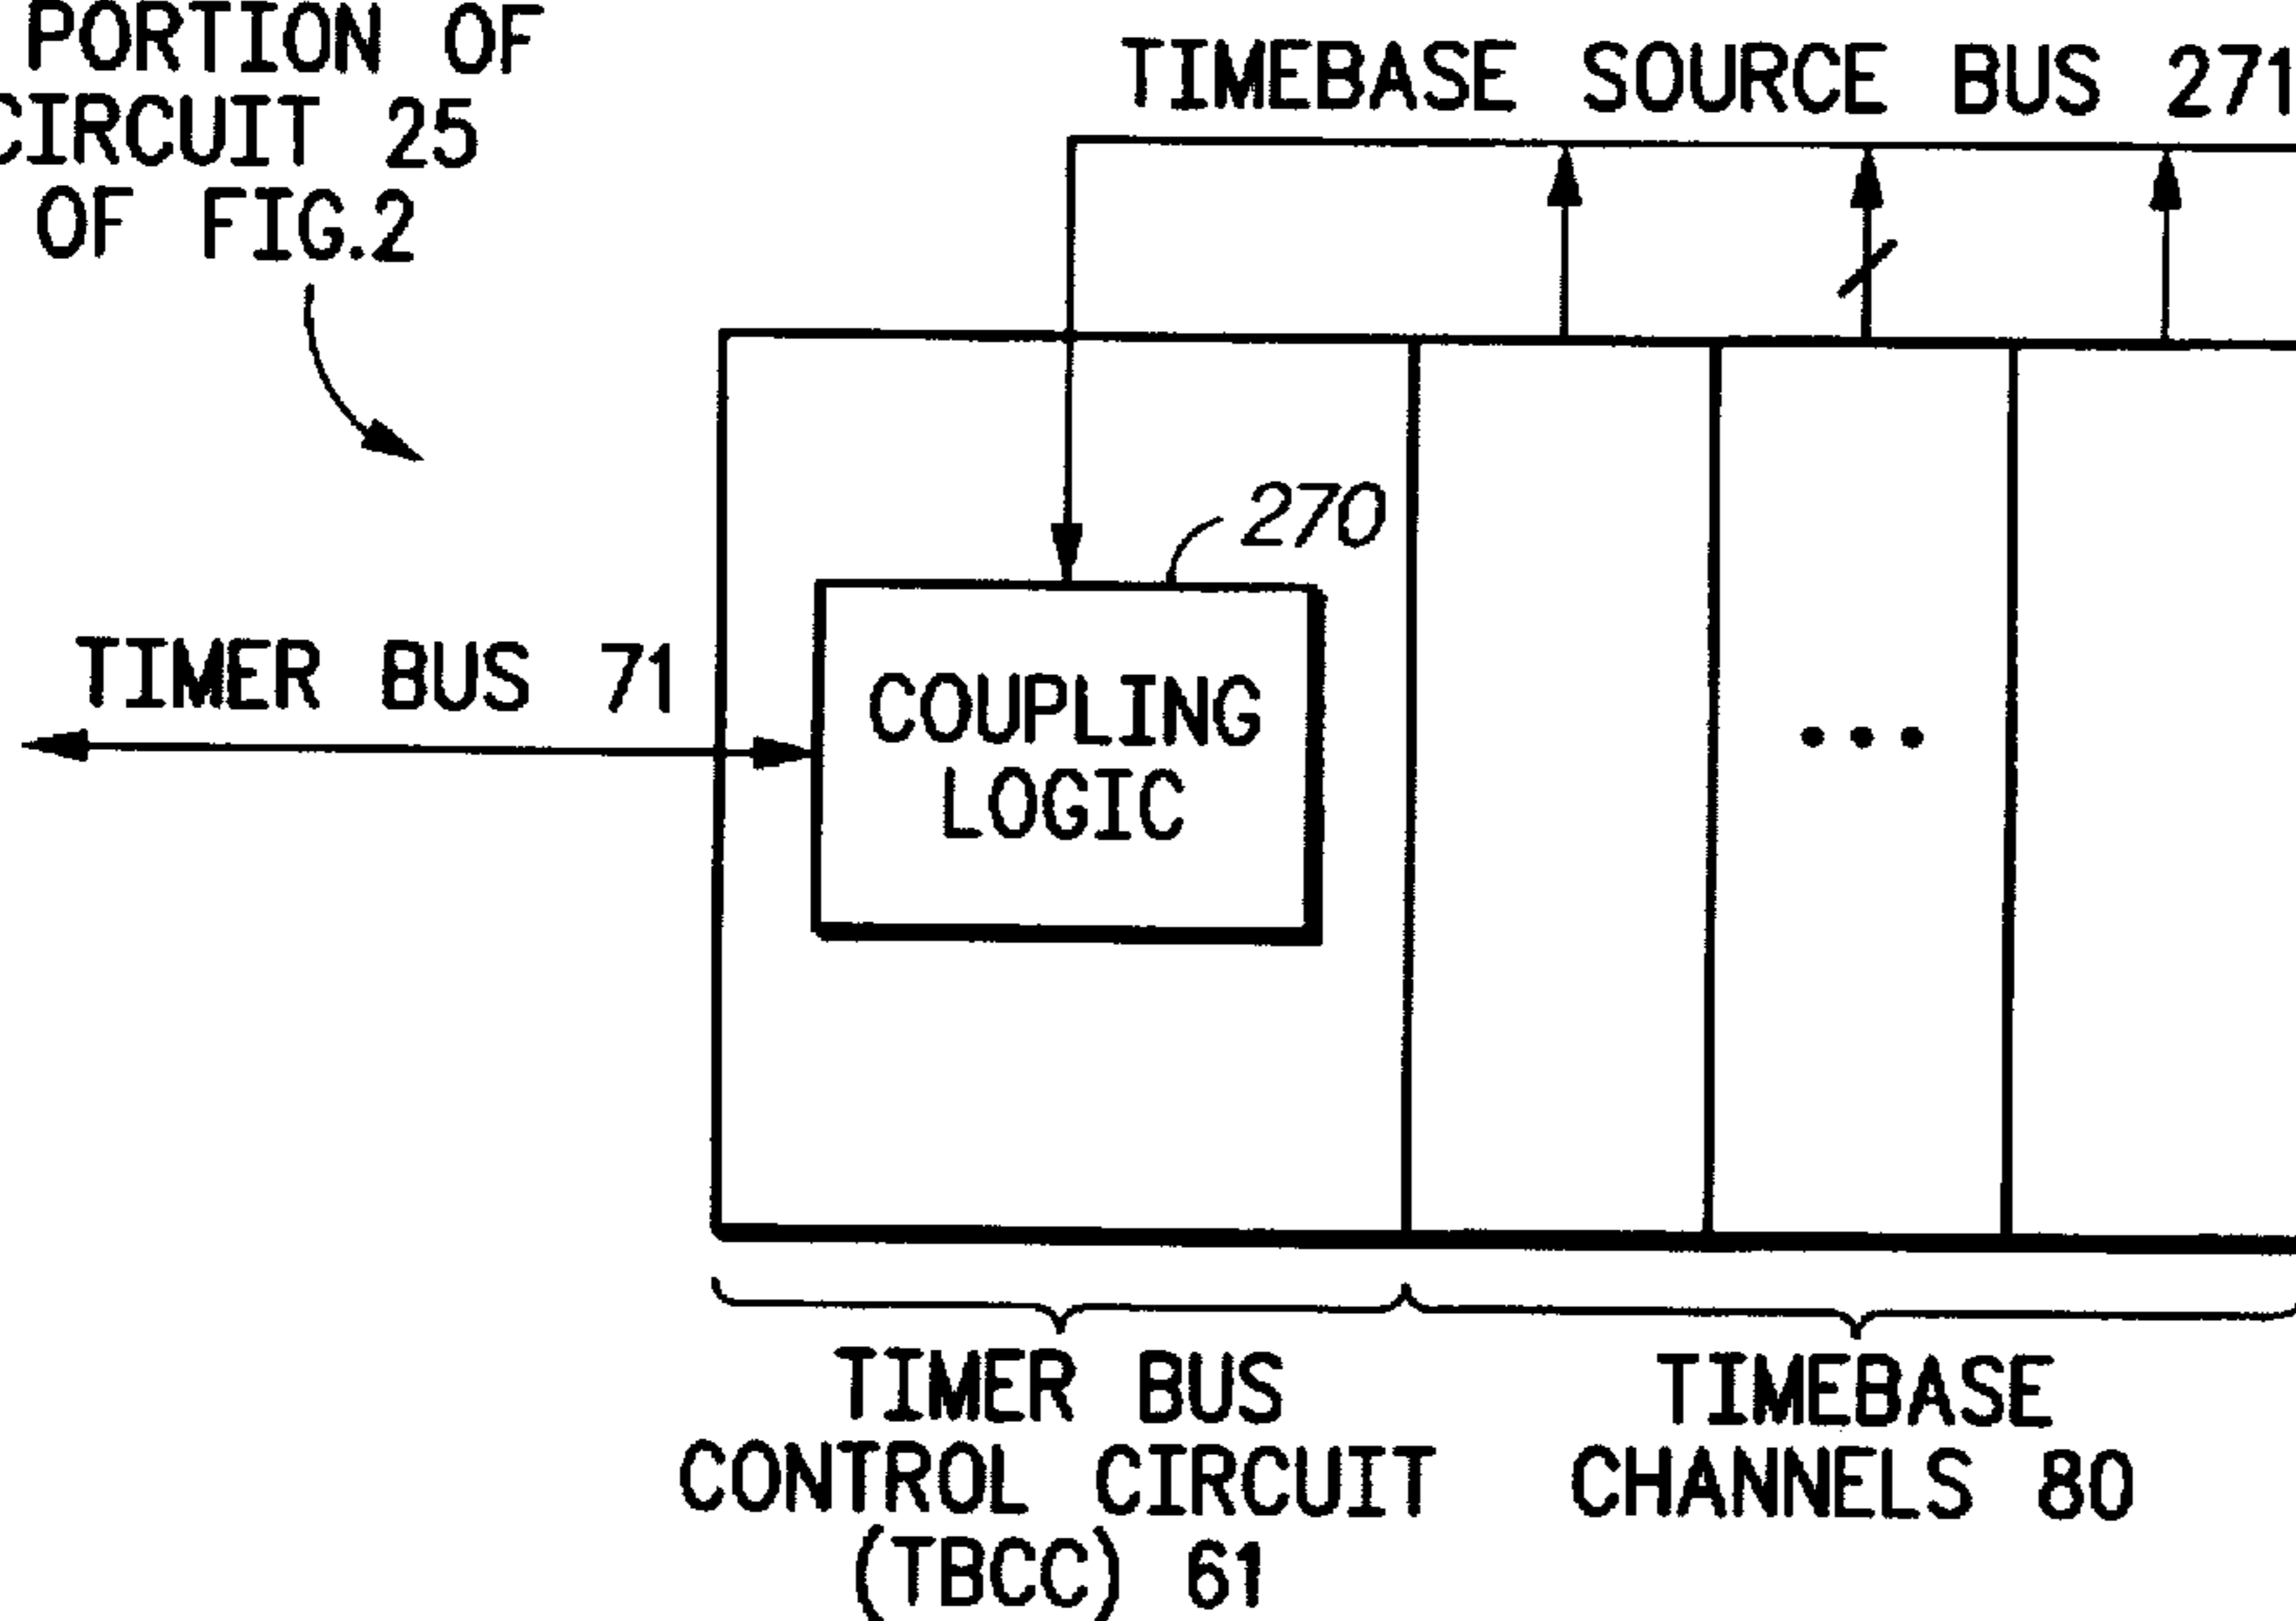 PORTION OF
CIRCUIT 25
OF FIG.2
TIMEBASE SOURCE BUS 271
270
TIMER BUS 71
COUPLING
LOGIC
TIMER BUS
CONTROL CIRCUIT
(TBCC) 61
TIMEBASE
CHANNELS 80